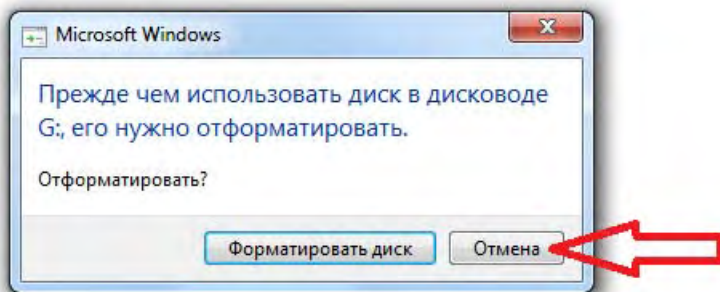 Microsoft Windows
Прежде чем использовать диск в дисководе
G:, его нужно отформатировать.
Отформатировать?
Форматировать диск
Отмена